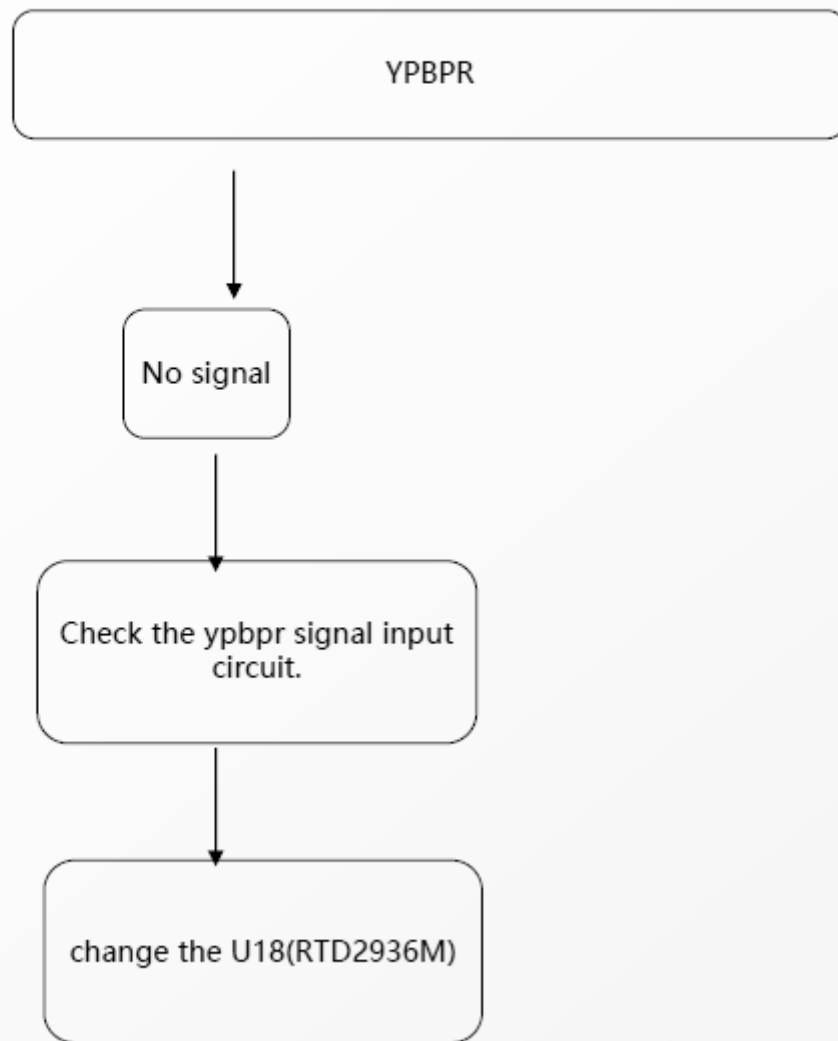 YPBPR
No signal
Check the ypbpr signal input
circuit.
change the U18(RTD2936M)